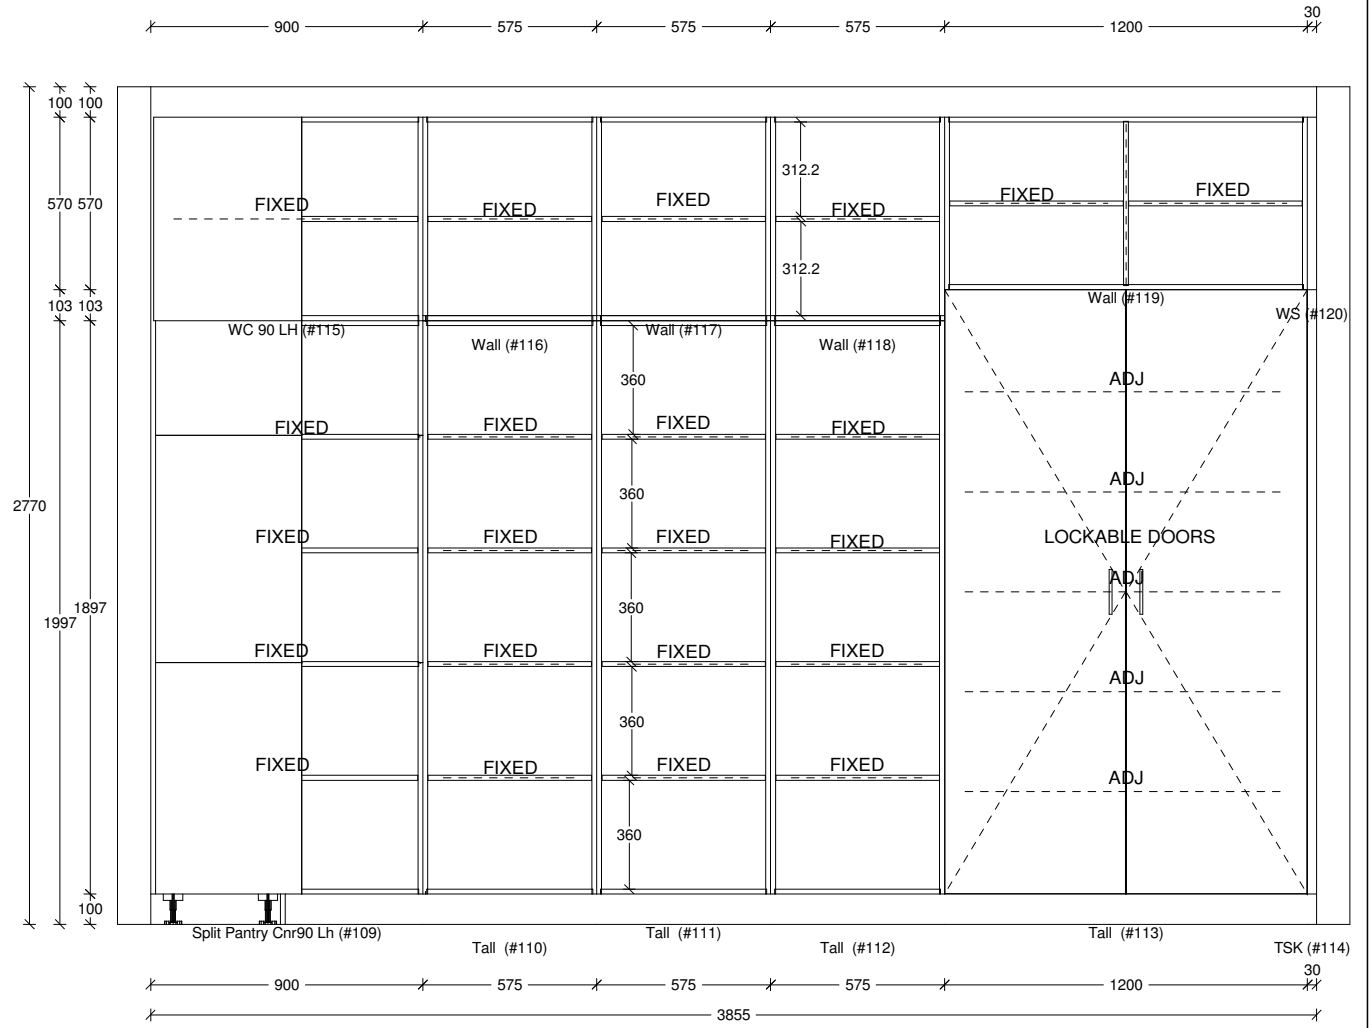 30
900 575 575 575 1200
100 100
312.2
570 570 FIXED FIXED FIXED FIXED FIXED FIXED
312.2
103 103 Wall (#119)
WS (#120)
WC 90 LH (#115) Wall (#117)
Wall (#116) Wall (#118)
360 ADJ
FIXED FIXED FIXED FIXED
360 ADJ
2770
FIXED FIXED FIXED FIXED LOCKABLE DOORS
ADJ
1997 1897 360
FIXED FIXED FIXED FIXED
ADJ
360
FIXED FIXED FIXED FIXED ADJ
360
100
Split Pantry Cnr90 Lh (#109) Tall (#111) Tall (#113)
Tall (#110) Tall (#112) TSK (#114)
30
900 575 575 575 1200
3855